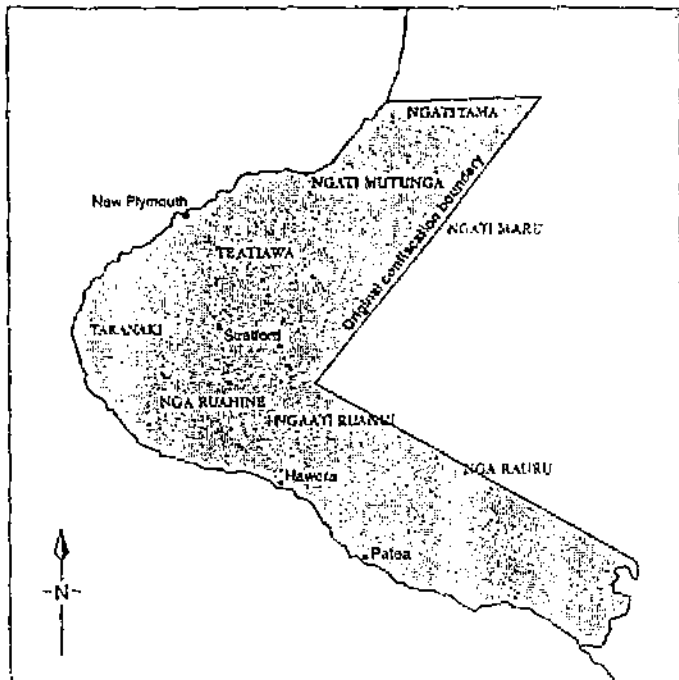 NGATI TAMA
NGATI MUTUNGA
New Plymouth
NGATI MARU
Original confiscation boundary
TE ATIAWA
TARANAKI
Stratford
NGA RUAHINE
NGAATI RUANUI
Hawera
NGA RAURU
Patea
-N-